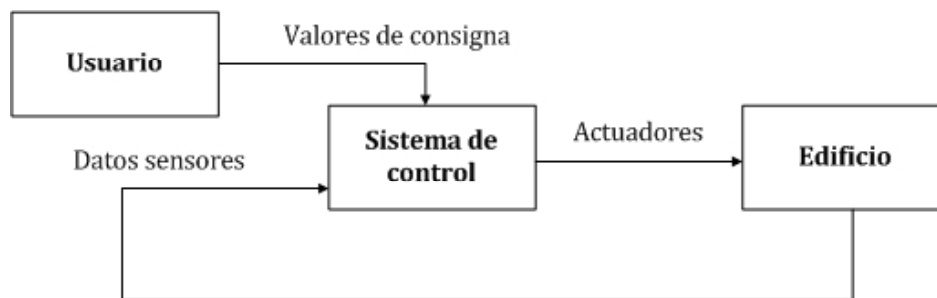 Usuario
Valores de consigna
Sistema de
control
Actuadores
Edificio
Datos sensores